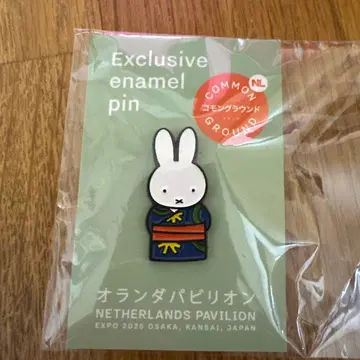 Exclusive
enamel
pin
NL
COMMON
コモングラウンド
GROUND
オランダパビリオン
NETHERLANDS PAVILION
EXPO 2025 OSAKA, KANSAI, JAPAN